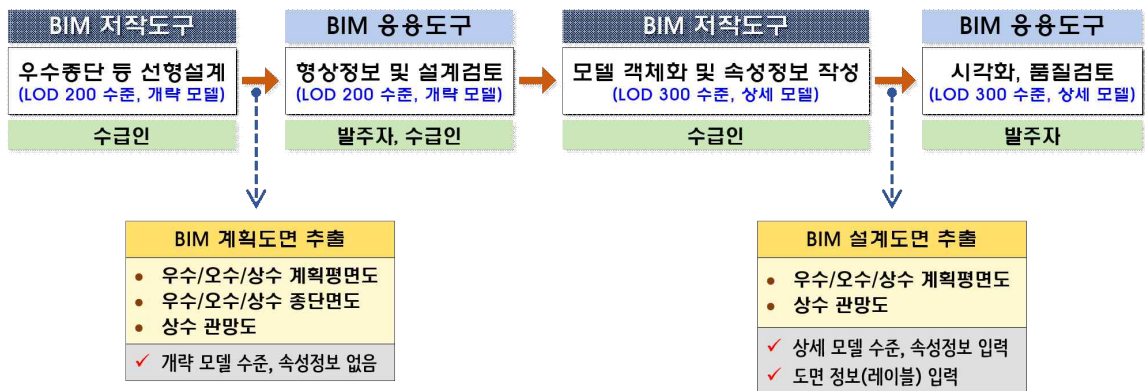 BIM 저작도구
우수종단 등 선형설계
(LOD 200 수준, 개략 모델)
수급인
BIM 응용도구
형상정보 및 설계검토
(LOD 200 수준, 개략 모델)
발주자, 수급인
BIM 저작도구
모델 객체화 및 속성정보 작성
(LOD 300 수준, 상세 모델)
수급인
BIM 응용도구
시각화, 품질검토
(LOD 300 수준, 상세 모델)
발주자
BIM 계획도면 추출
• 우수/오수/상수 계획평면도
• 우수/오수/상수 종단면도
• 상수 관망도
✓ 개략 모델 수준, 속성정보 없음
BIM 설계도면 추출
• 우수/오수/상수 계획평면도
• 상수 관망도
✓ 상세 모델 수준, 속성정보 입력
✓ 도면 정보(레이블) 입력